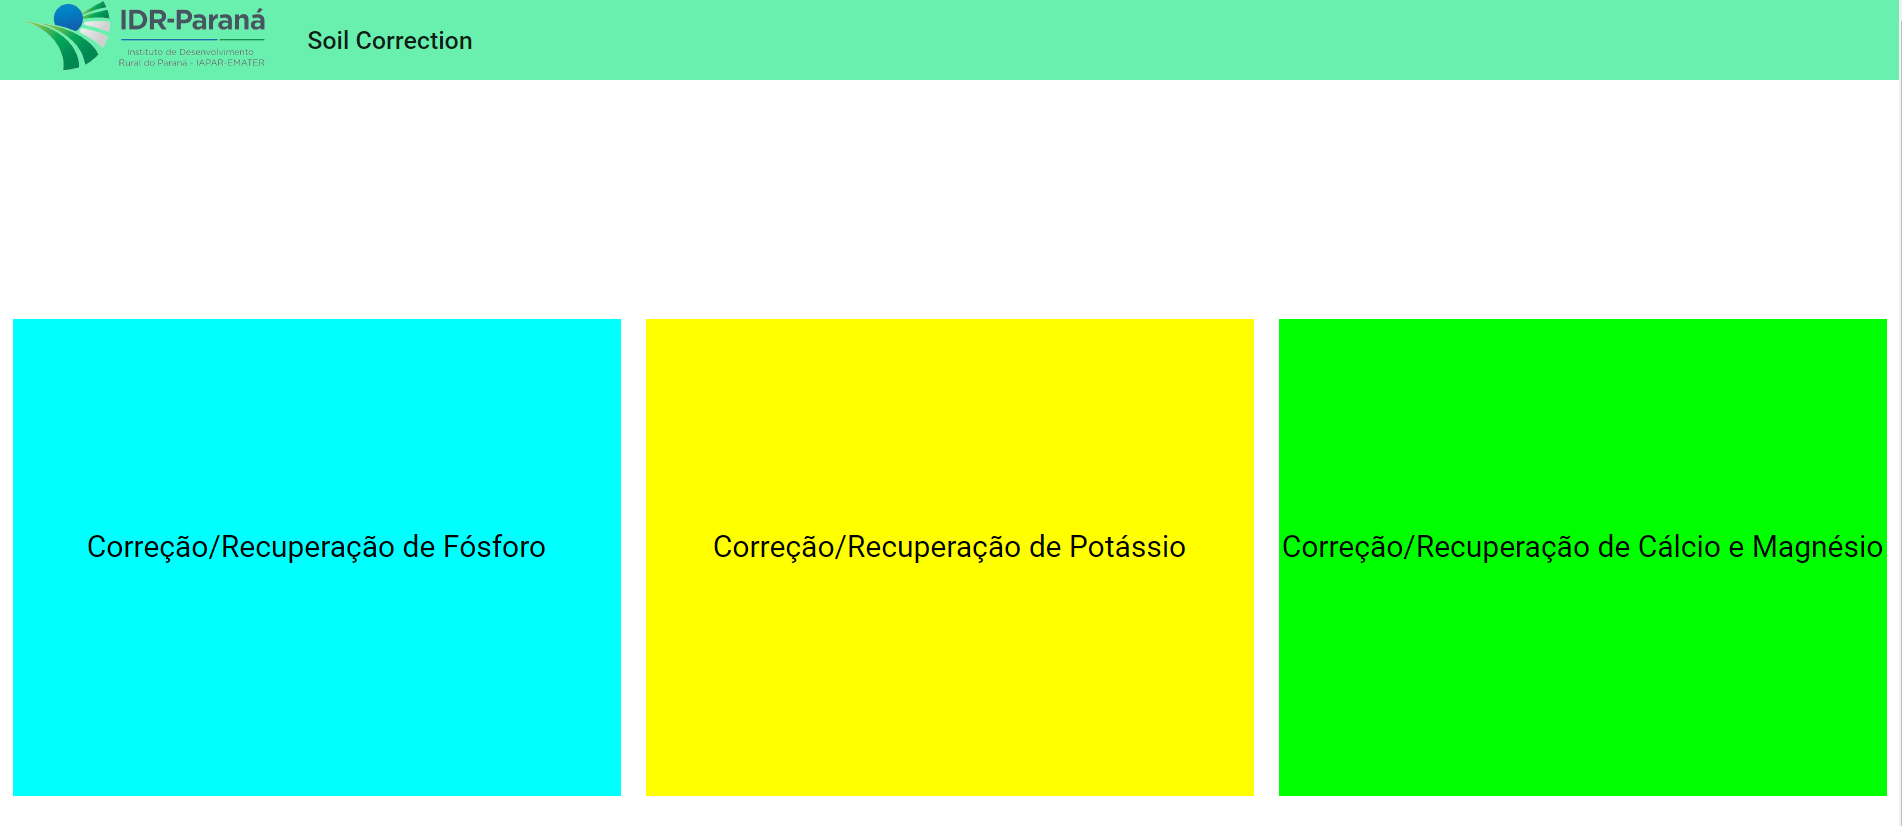 IDR-Paraná
Instituto de Desenvolvimento
Rural do Paraná - IAPAR-EMATER
Soil Correction
Correção/Recuperação de Fósforo
Correção/Recuperação de Potássio
Correção/Recuperação de Cálcio e Magnésio